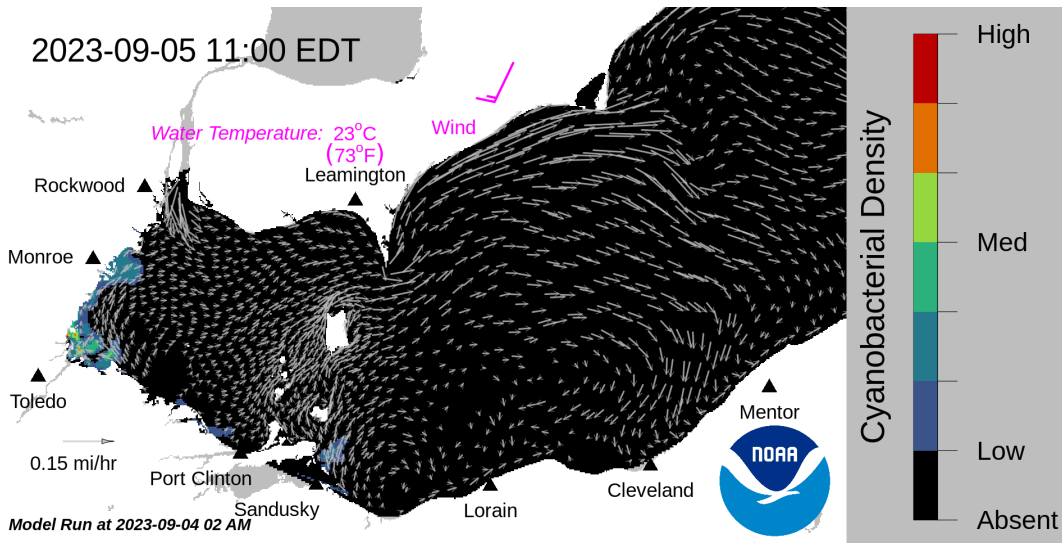 2023-09-05 11:00 EDT
Water Temperature: 23°C
(73°F)
Wind
Leamington
Rockwood
Monroe
Toledo
0.15 mi/hr
Port Clinton
Sandusky
Lorain
Cleveland
Mentor
NOAA
Model Run at 2023-09-04 02 AM
Cyanobacterial Density
High
Med
Low
Absent